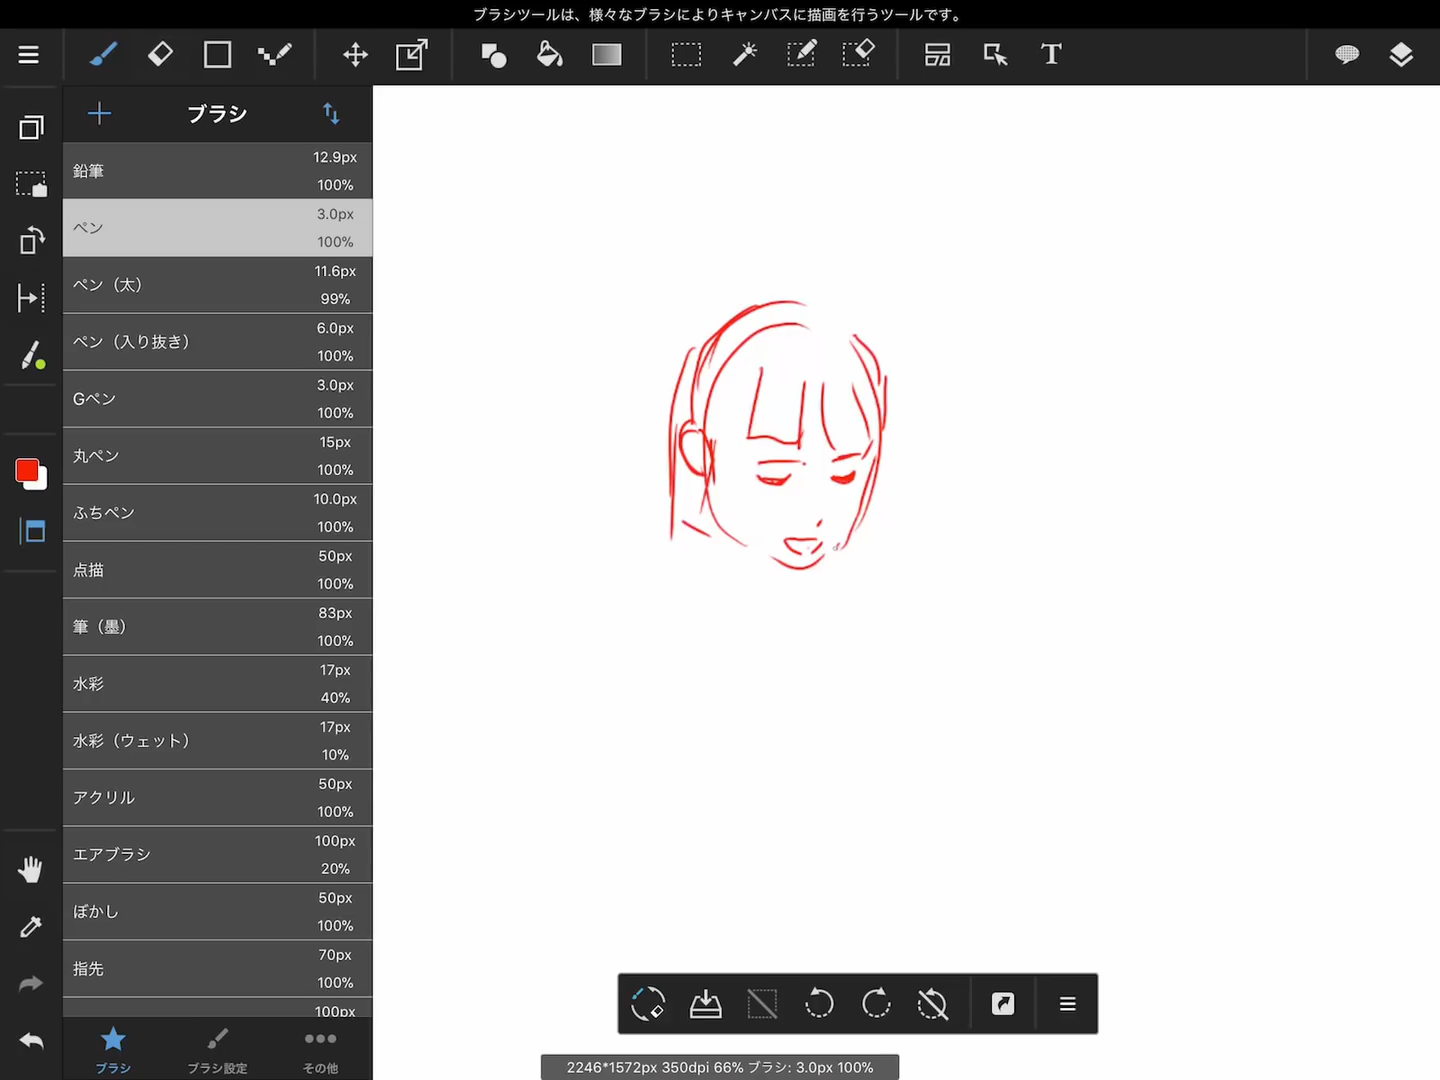 ブラシツールは、様々なブラシによりキャンバスに描画を行うツールです。
T
ブラシ
鉛筆 12.9px 100%
ペン 3.0px 100%
ペン（太） 11.6px 99%
ペン（入り抜き） 6.0px 100%
Gペン 3.0px 100%
丸ペン 15px 100%
ふちペン 10.0px 100%
点描 50px 100%
筆（墨） 83px 100%
水彩 17px 40%
水彩（ウェット） 17px 10%
アクリル 50px 100%
エアブラシ 100px 20%
ぼかし 50px 100%
指先 70px 100%
100px
ブラシ ブラシ設定 その他
2246*1572px 350dpi 66% ブラシ: 3.0px 100%